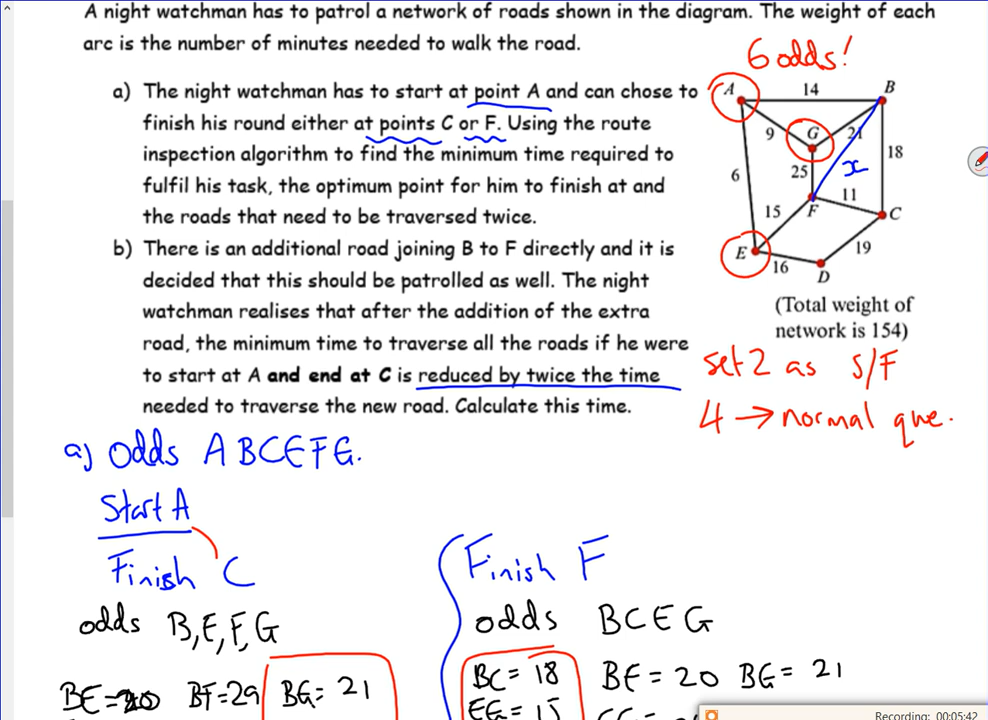 A night watchman has to patrol a network of roads shown in the diagram. The weight of each
arc is the number of minutes needed to walk the road.
6 odds!
a) The night watchman has to start at point A and can chose to
finish his round either at points C or F. Using the route
inspection algorithm to find the minimum time required to
fulfil his task, the optimum point for him to finish at and
the roads that need to be traversed twice.
b) There is an additional road joining B to F directly and it is
decided that this should be patrolled as well. The night
watchman realises that after the addition of the extra
road, the minimum time to traverse all the roads if he were
to start at A and end at C is reduced by twice the time
needed to traverse the new road. Calculate this time.
A 14 B
9 G 21
18
6 25 x
15 F 11 C
E 16 D 19
(Total weight of
network is 154)
set 2 as S/F
4 → normal que.
a) Odds A B C E F G.
Start A
Finish C
odds B, E, F, G
BE=20 BF=29 BG= 21
Finish F
odds B C E G
BC = 18 BE = 20 BG = 21
EG = 15
Recording: 00:05:42